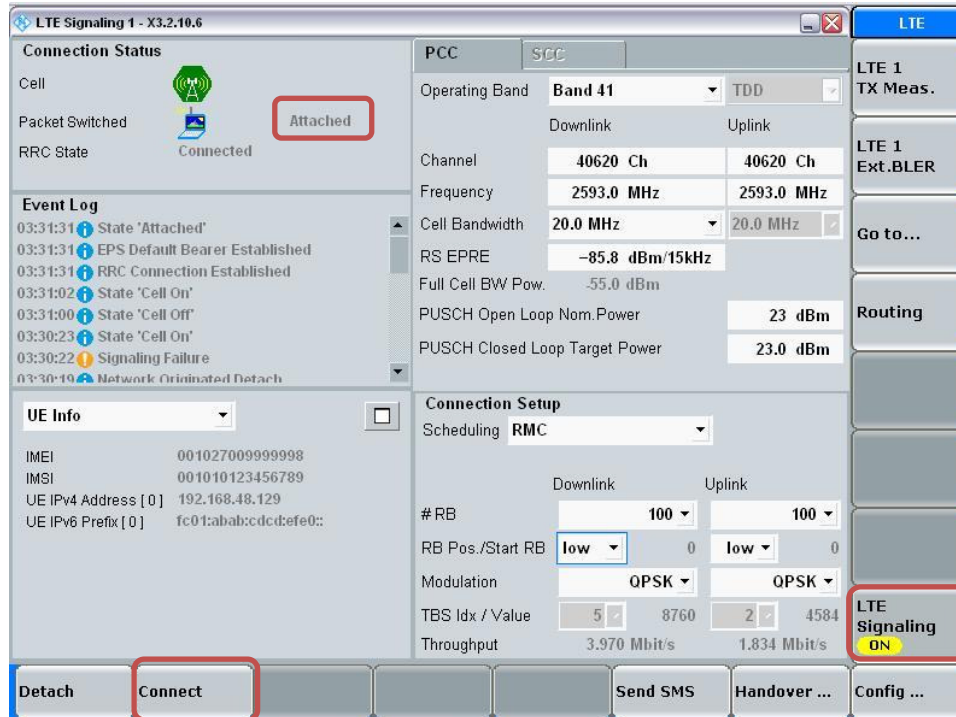 LTE Signaling 1 - X3.2.10.6
LTE
Connection Status
Cell
Packet Switched Attached
RRC State Connected
Event Log
03:31:31 State 'Attached'
03:31:31 EPS Default Bearer Established
03:31:31 RRC Connection Established
03:31:02 State 'Cell On'
03:31:00 State 'Cell Off'
03:30:23 State 'Cell On'
03:30:22 Signaling Failure
03:30:19 Network Originated Detach
UE Info
IMEI 001027009999998
IMSI 001010123456789
UE IPv4 Address [ 0 ] 192.168.48.129
UE IPv6 Prefix [ 0 ] fc01:abab:cdcd:efe0::
PCC SCC
Operating Band Band 41 TDD
Downlink Uplink
Channel 40620 Ch 40620 Ch
Frequency 2593.0 MHz 2593.0 MHz
Cell Bandwidth 20.0 MHz 20.0 MHz
RS EPRE -85.8 dBm/15kHz
Full Cell BW Pow. -55.0 dBm
PUSCH Open Loop Nom.Power 23 dBm
PUSCH Closed Loop Target Power 23.0 dBm
Connection Setup
Scheduling RMC
Downlink Uplink
# RB 100 100
RB Pos./Start RB low 0 low 0
Modulation QPSK QPSK
TBS Idx / Value 5 8760 2 4584
Throughput 3.970 Mbit/s 1.834 Mbit/s
LTE 1
TX Meas.
LTE 1
Ext.BLER
Go to...
Routing
LTE
Signaling
ON
Detach Connect Send SMS Handover ... Config ...